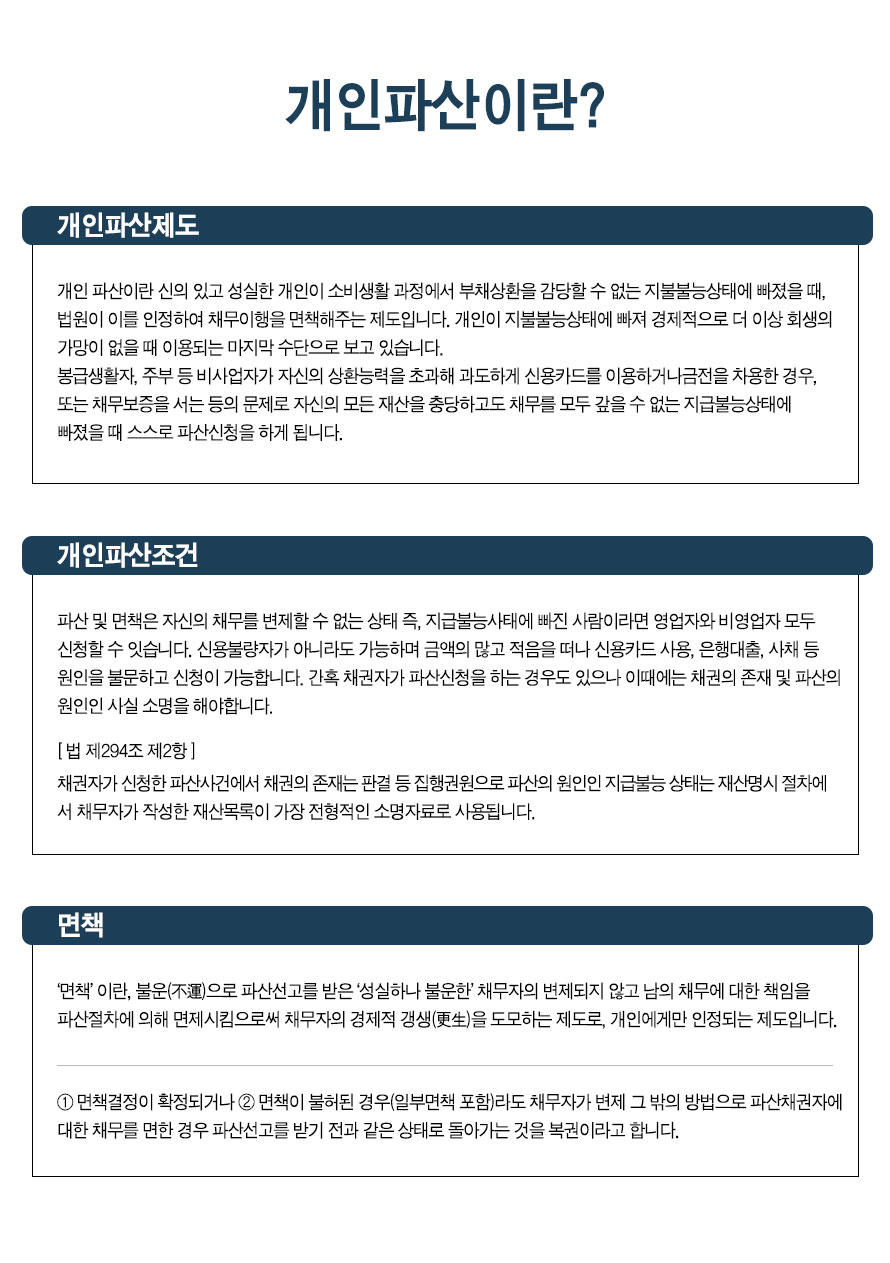 개인파산이란?
개인파산제도
개인 파산이란 신의 있고 성실한 개인이 소비생활 과정에서 부채상환을 감당할 수 없는 지불불능상태에 빠졌을 때,
법원이 이를 인정하여 채무이행을 면책해주는 제도입니다. 개인이 지불불능상태에 빠져 경제적으로 더 이상 회생의
가망이 없을 때 이용되는 마지막 수단으로 보고 있습니다.
봉급생활자, 주부 등 비사업자가 자신의 상환능력을 초과해 과도하게 신용카드를 이용하거나금전을 차용한 경우,
또는 채무보증을 서는 등의 문제로 자신의 모든 재산을 충당하고도 채무를 모두 갚을 수 없는 지급불능상태에
빠졌을 때 스스로 파산신청을 하게 됩니다.
개인파산조건
파산 및 면책은 자신의 채무를 변제할 수 없는 상태 즉, 지급불능사태에 빠진 사람이라면 영업자와 비영업자 모두
신청할 수 잇습니다. 신용불량자가 아니라도 가능하며 금액의 많고 적음을 떠나 신용카드 사용, 은행대출, 사채 등
원인을 불문하고 신청이 가능합니다. 간혹 채권자가 파산신청을 하는 경우도 있으나 이때에는 채권의 존재 및 파산의
원인인 사실 소명을 해야합니다.
[ 법 제294조 제2항 ]
채권자가 신청한 파산사건에서 채권의 존재는 판결 등 집행권원으로 파산의 원인인 지급불능 상태는 재산명시 절차에
서 채무자가 작성한 재산목록이 가장 전형적인 소명자료로 사용됩니다.
면책
‘면책’ 이란, 불운(不運)으로 파산선고를 받은 ‘성실하나 불운한’ 채무자의 변제되지 않고 남의 채무에 대한 책임을
파산절차에 의해 면제시킴으로써 채무자의 경제적 갱생(更生)을 도모하는 제도로, 개인에게만 인정되는 제도입니다.
① 면책결정이 확정되거나 ② 면책이 불허된 경우(일부면책 포함)라도 채무자가 변제 그 밖의 방법으로 파산채권자에
대한 채무를 면한 경우 파산선고를 받기 전과 같은 상태로 돌아가는 것을 복권이라고 합니다.